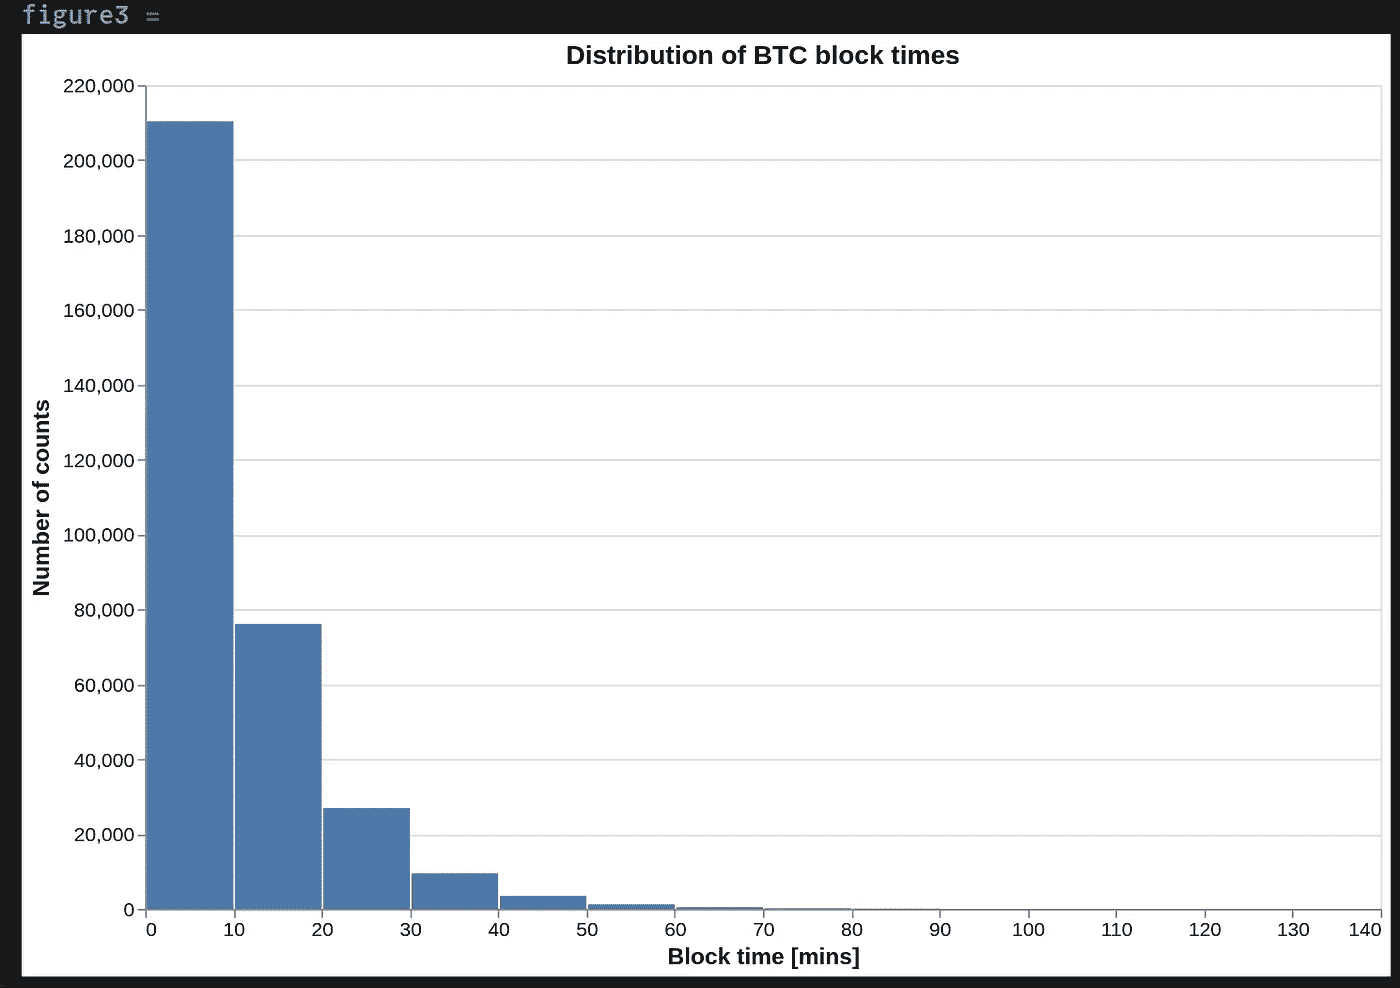 figure3 =
Distribution of BTC block times
220,000
200,000
180,000
160,000
140,000
120,000
100,000
80,000
60,000
40,000
20,000
0
Number of counts
0 10 20 30 40 50 60 70 80 90 100 110 120 130 140
Block time [mins]